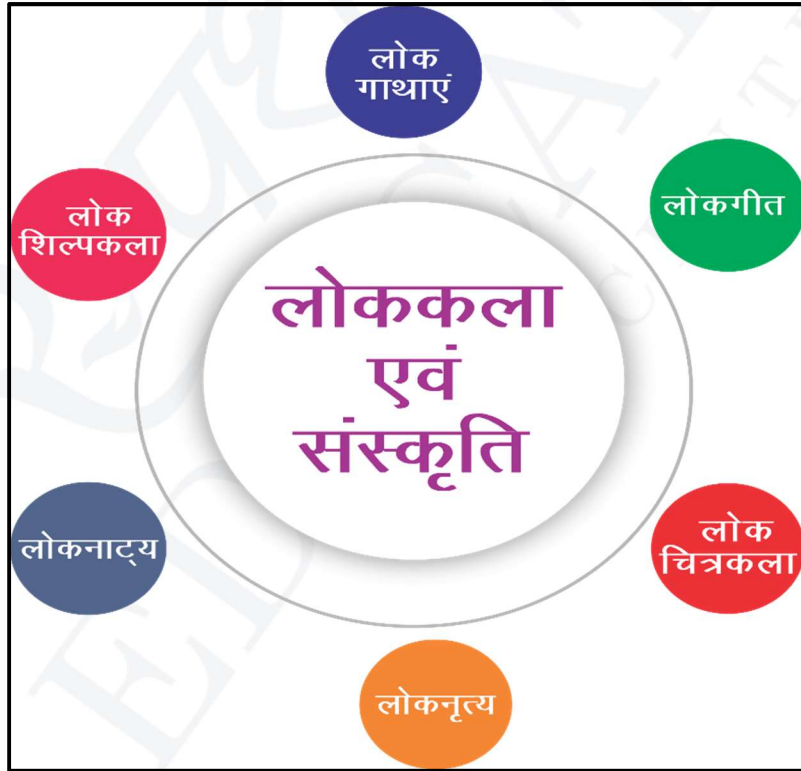 लोक
गाथाएं
लोकगीत
लोक
चित्रकला
लोकनृत्य
लोकनाट्य
लोक
शिल्पकला
लोककला
एवं
संस्कृति